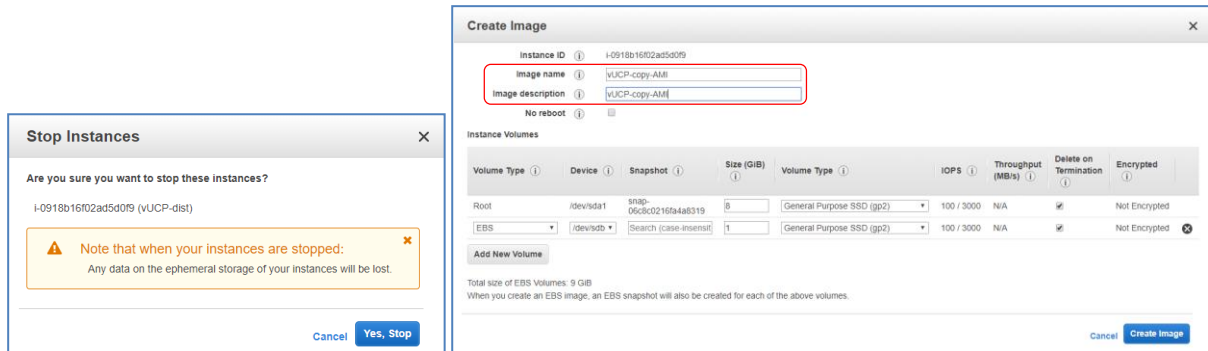 Stop Instances
Are you sure you want to stop these instances?
i-0918b16f02ad5d0f9 (vUCP-dist)
Note that when your instances are stopped:
Any data on the ephemeral storage of your instances will be lost.
Cancel Yes, Stop
Create Image
Instance ID i-0918b16f02ad5d0f9
Image name vUCP-copy-AMI
Image description vUCP-copy-AMI
No reboot
Instance Volumes
Volume Type Device Snapshot Size (GiB) Volume Type IOPS Throughput (MB/s) Delete on Termination Encrypted
Root /dev/sda1 snap-06c8c0216fa4a8319 8 General Purpose SSD (gp2) 100 / 3000 N/A Not Encrypted
EBS /dev/sdb Search (case-insensit 1 General Purpose SSD (gp2) 100 / 3000 N/A Not Encrypted
Add New Volume
Total size of EBS Volumes: 9 GiB
When you create an EBS image, an EBS snapshot will also be created for each of the above volumes.
Cancel Create Image